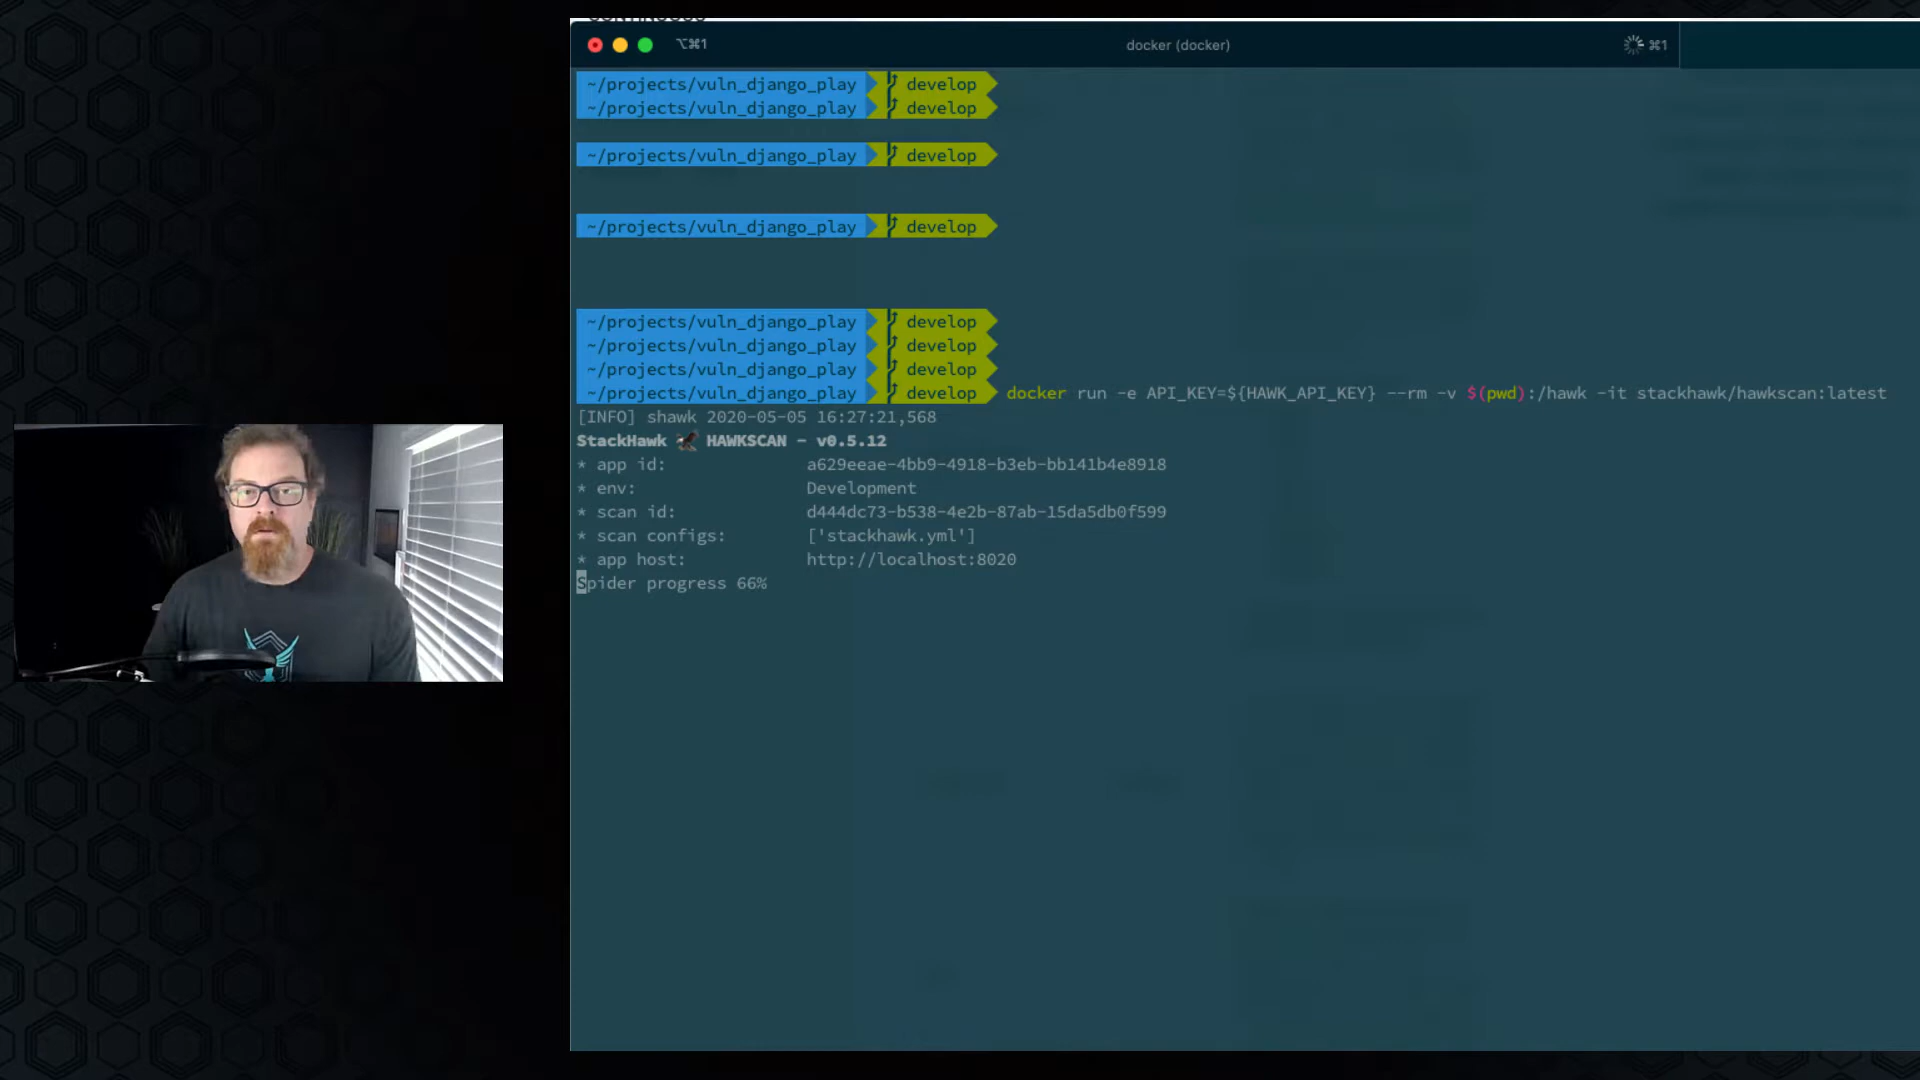 ⌥⌘1
docker (docker)
⌘1
~/projects/vuln_django_play develop
~/projects/vuln_django_play develop
~/projects/vuln_django_play develop
~/projects/vuln_django_play develop
~/projects/vuln_django_play develop
~/projects/vuln_django_play develop
~/projects/vuln_django_play develop
~/projects/vuln_django_play develop docker run -e API_KEY=${HAWK_API_KEY} --rm -v $(pwd):/hawk -it stackhawk/hawkscan:latest
[INFO] shawk 2020-05-05 16:27:21,568
StackHawk HAWKSCAN - v0.5.12
* app id: a629eeae-4bb9-4918-b3eb-bb141b4e8918
* env: Development
* scan id: d444dc73-b538-4e2b-87ab-15da5db0f599
* scan configs: ['stackhawk.yml']
* app host: http://localhost:8020
Spider progress 66%